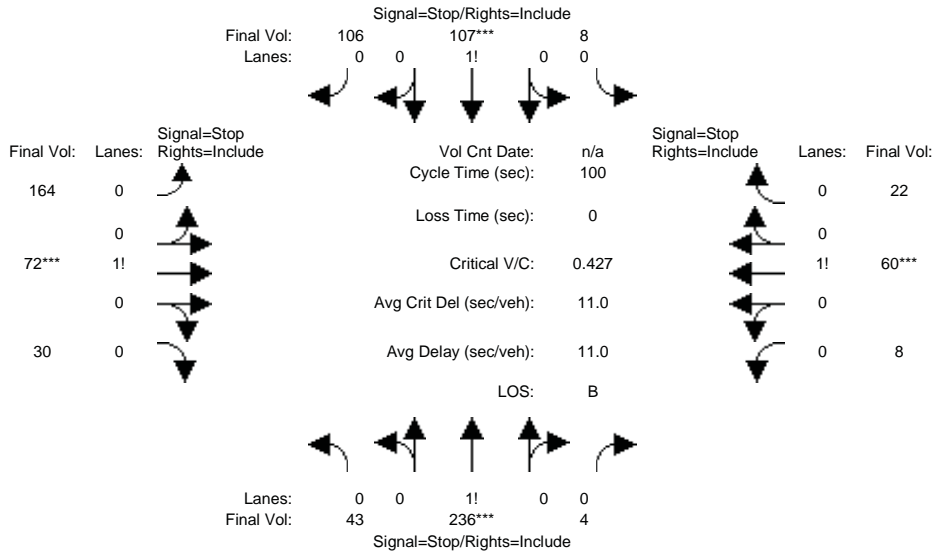 Signal=Stop/Rights=Include
Final Vol: 106 107*** 8
Lanes: 0 0 1! 0 0
Signal=Stop Signal=Stop
Final Vol: Lanes: Rights=Include Vol Cnt Date: n/a Rights=Include Lanes: Final Vol:
Cycle Time (sec): 100
164 0 0 22
Loss Time (sec): 0
0 0
72*** 1! Critical V/C: 0.427 1! 60***
0 Avg Crit Del (sec/veh): 11.0 0
30 0 Avg Delay (sec/veh): 11.0 0 8
LOS: B
Lanes: 0 0 1! 0 0
Final Vol: 43 236*** 4
Signal=Stop/Rights=Include